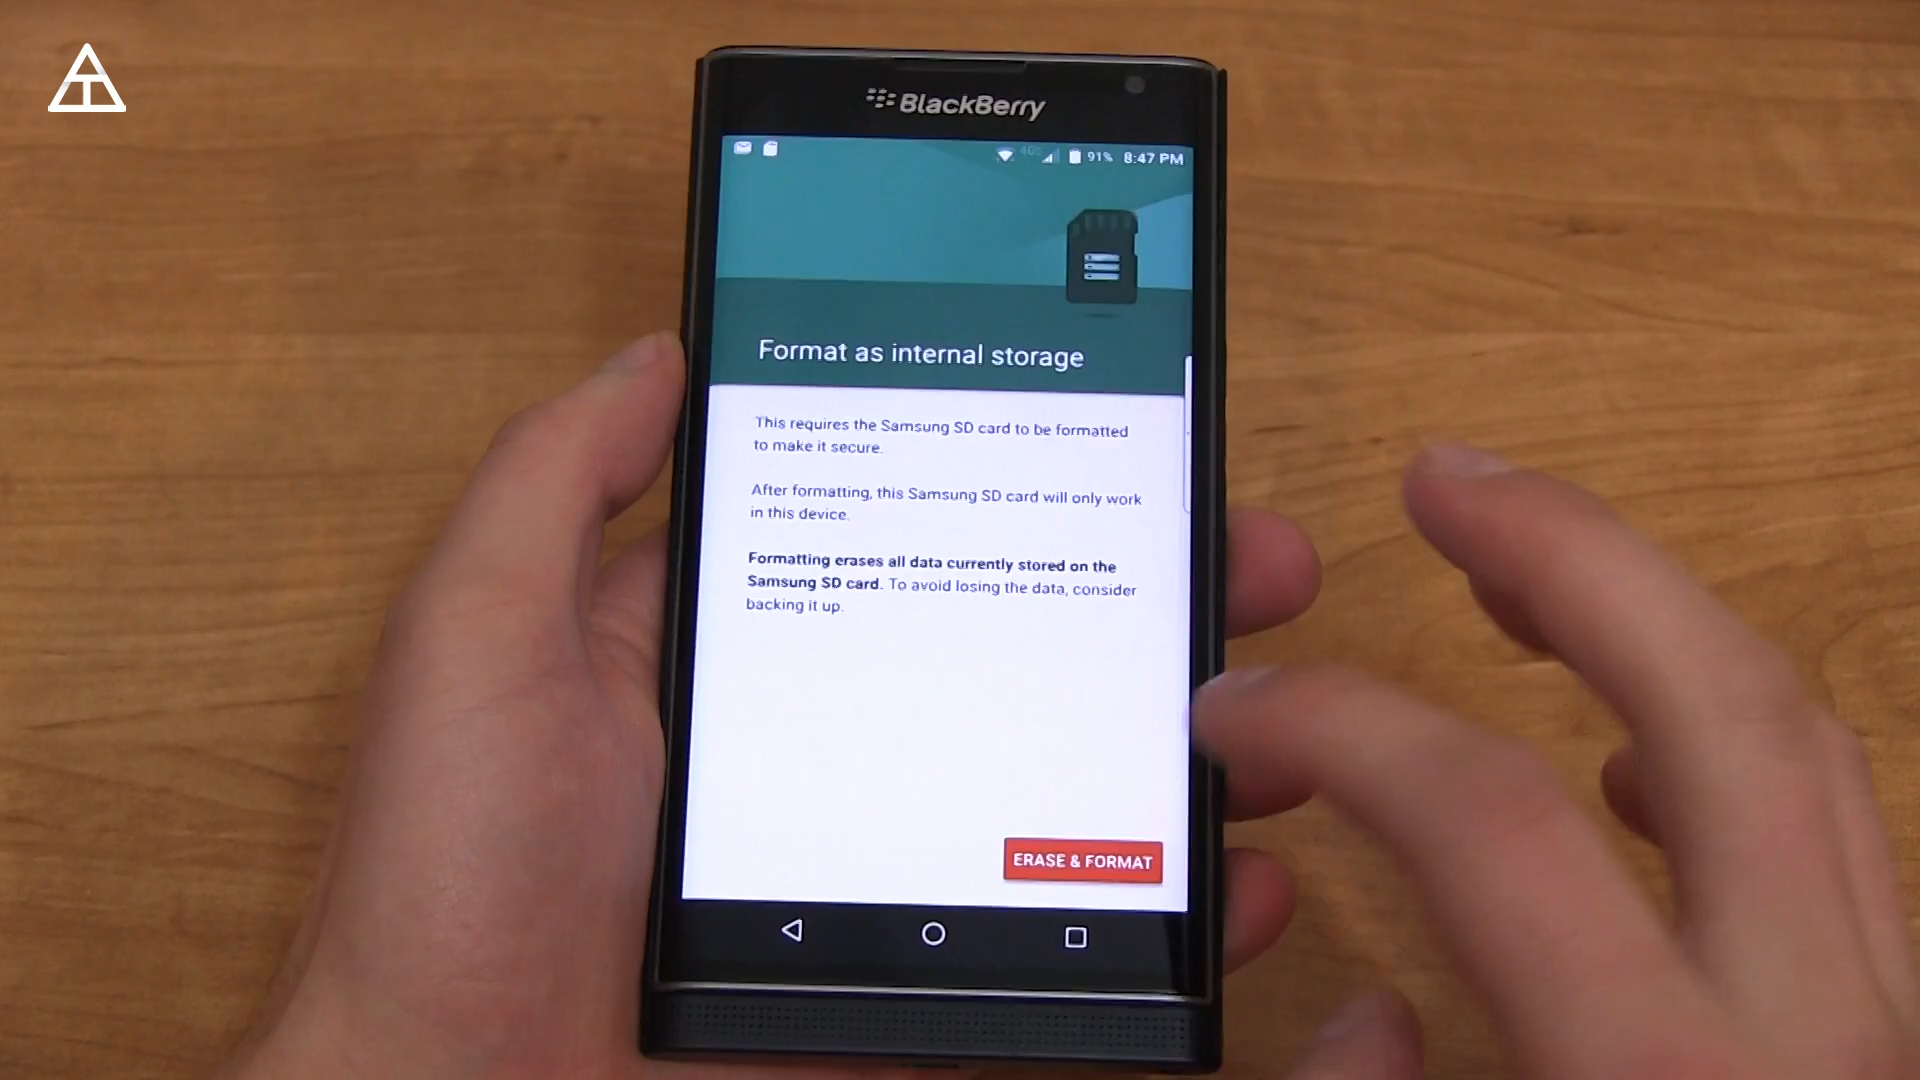 BlackBerry
91% 8:47 PM
Format as internal storage
This requires the Samsung SD card to be formatted
to make it secure.
After formatting, this Samsung SD card will only work
in this device.
Formatting erases all data currently stored on the
Samsung SD card. To avoid losing the data, consider
backing it up.
ERASE & FORMAT